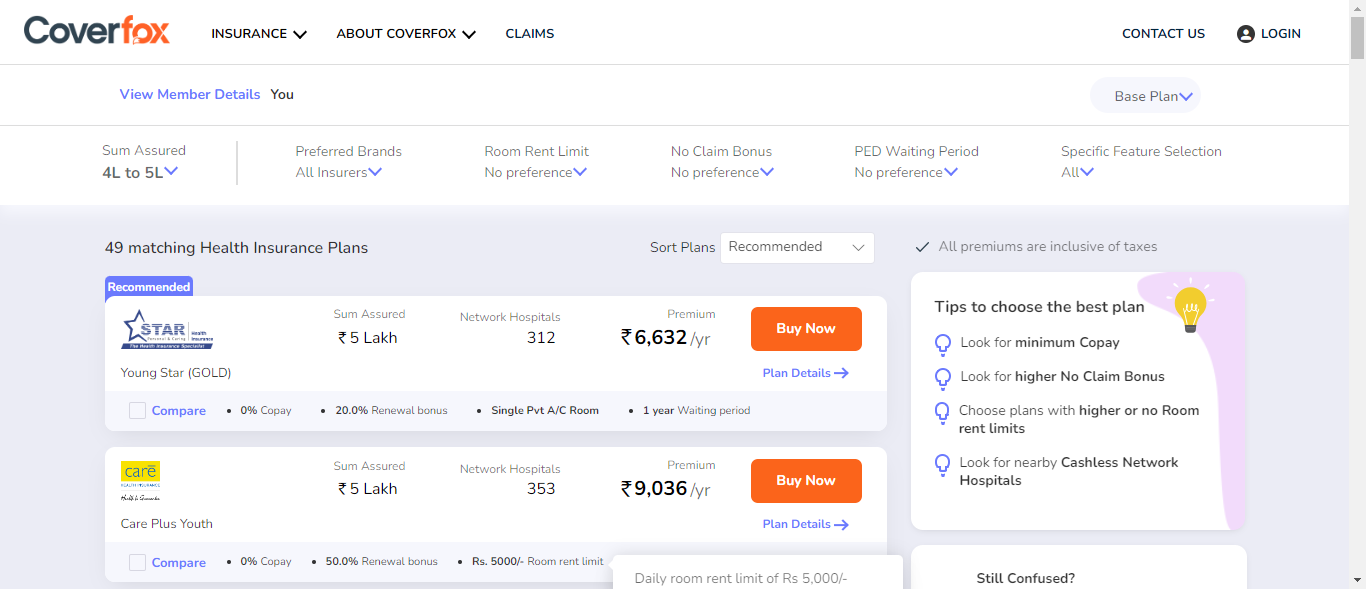 Coverfox
INSURANCE
ABOUT COVERFOX
CLAIMS
CONTACT US
LOGIN
View Member Details You
Base Plan
Sum Assured
4L to 5L
Preferred Brands
All Insurers
Room Rent Limit
No preference
No Claim Bonus
No preference
PED Waiting Period
No preference
Specific Feature Selection
All
49 matching Health Insurance Plans
Sort Plans Recommended
All premiums are inclusive of taxes
Recommended
STAR Health Insurance
Personal & Caring
The Health Insurance Specialist
Young Star (GOLD)
Sum Assured
₹ 5 Lakh
Network Hospitals
312
Premium
₹ 6,632 /yr
Buy Now
Plan Details
Compare • 0% Copay • 20.0% Renewal bonus • Single Pvt A/C Room • 1 year Waiting period
care
HEALTH INSURANCE
Care Plus Youth
Sum Assured
₹ 5 Lakh
Network Hospitals
353
Premium
₹ 9,036 /yr
Buy Now
Plan Details
Compare • 0% Copay • 50.0% Renewal bonus • Rs. 5000/- Room rent limit
Daily room rent limit of Rs 5,000/-
Tips to choose the best plan
Look for minimum Copay
Look for higher No Claim Bonus
Choose plans with higher or no Room
rent limits
Look for nearby Cashless Network
Hospitals
Still Confused?